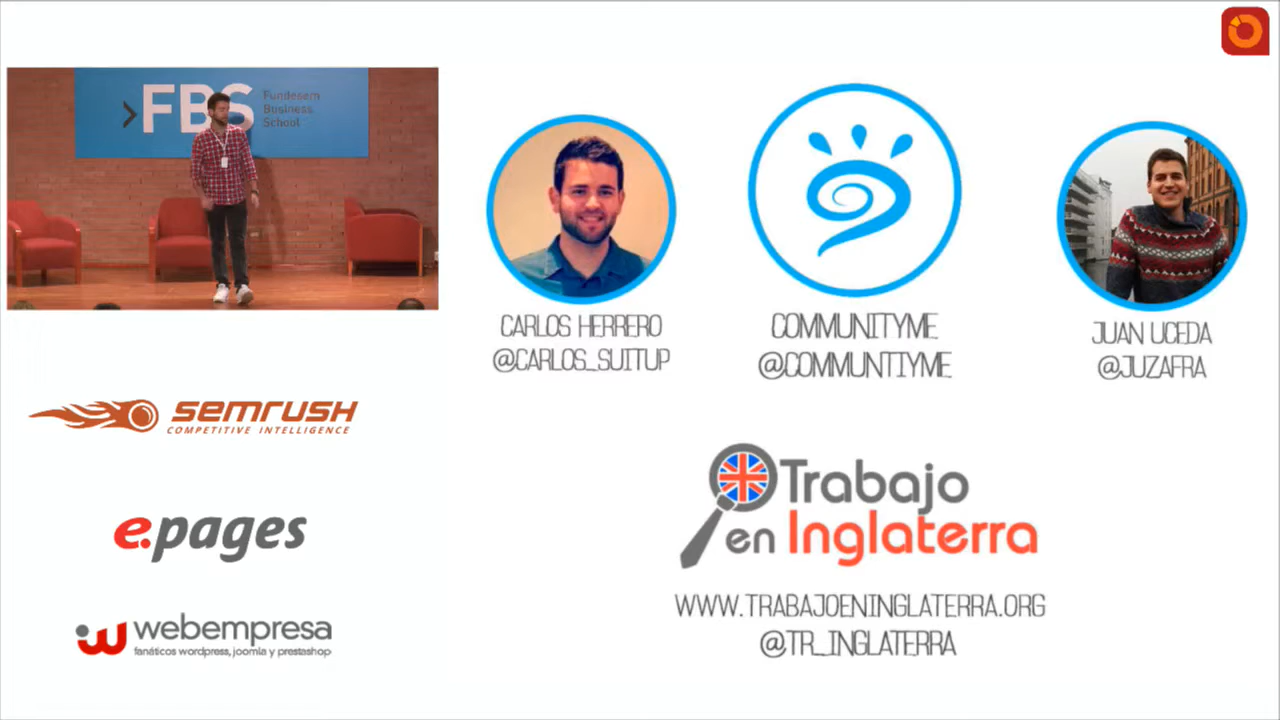 FBS
Fundesem
Business
School
semrush
COMPETITIVE INTELLIGENCE
e.pages
webempresa
fanáticos wordpress, joomla y prestashop
CARLOS HERRERO
@CARLOS_SUITUP
COMMUNITYME
@COMMUNTIYME
JUAN UCEDA
@JUZAFRA
Trabajo
en Inglaterra
WWW.TRABAJOENINGLATERRA.ORG
@TR_INGLATERRA